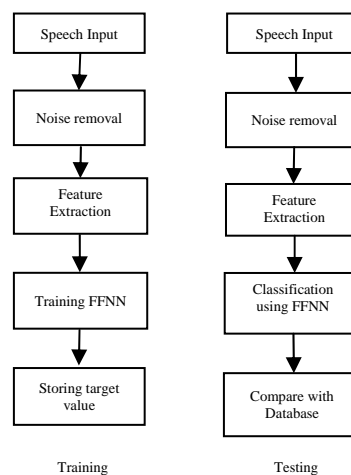 Speech Input
Noise removal
Feature
Extraction
Training FFNN
Storing target
value
Training
Speech Input
Noise removal
Feature
Extraction
Classification
using FFNN
Compare with
Database
Testing